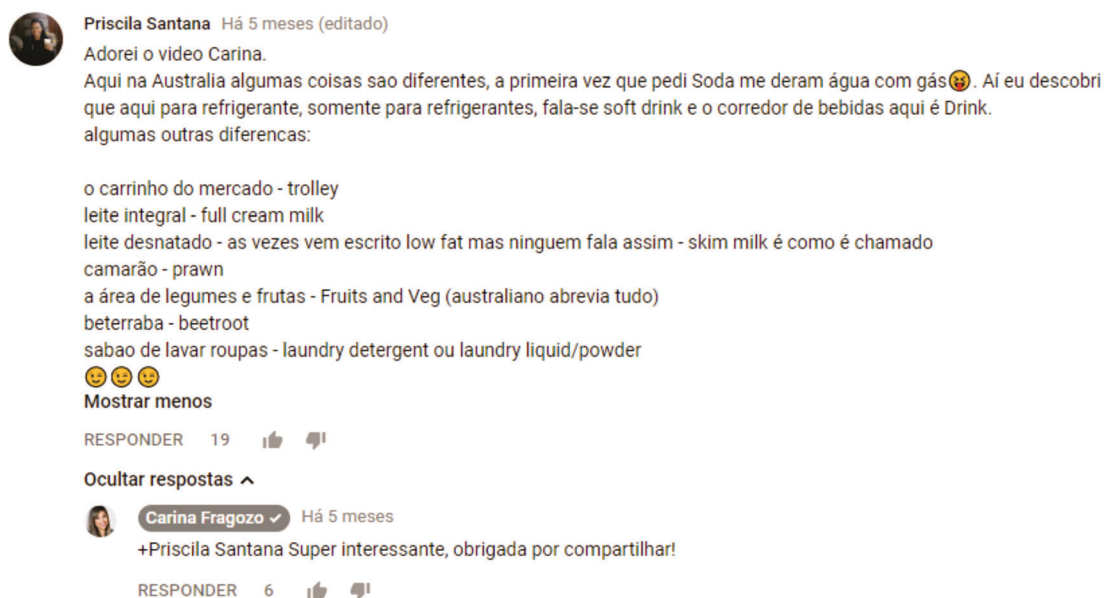 Priscila Santana Há 5 meses (editado)
Adorei o video Carina.
Aqui na Australia algumas coisas sao diferentes, a primeira vez que pedi Soda me deram água com gás😝. Aí eu descobri
que aqui para refrigerante, somente para refrigerantes, fala-se soft drink e o corredor de bebidas aqui é Drink.
algumas outras diferencas:
o carrinho do mercado - trolley
leite integral - full cream milk
leite desnatado - as vezes vem escrito low fat mas ninguem fala assim - skim milk é como é chamado
camarão - prawn
a área de legumes e frutas - Fruits and Veg (australiano abrevia tudo)
beterraba - beetroot
sabao de lavar roupas - laundry detergent ou laundry liquid/powder
😉😉😉
Mostrar menos
RESPONDER 19
Ocultar respostas
Carina Fragozo Há 5 meses
+Priscila Santana Super interessante, obrigada por compartilhar!
RESPONDER 6